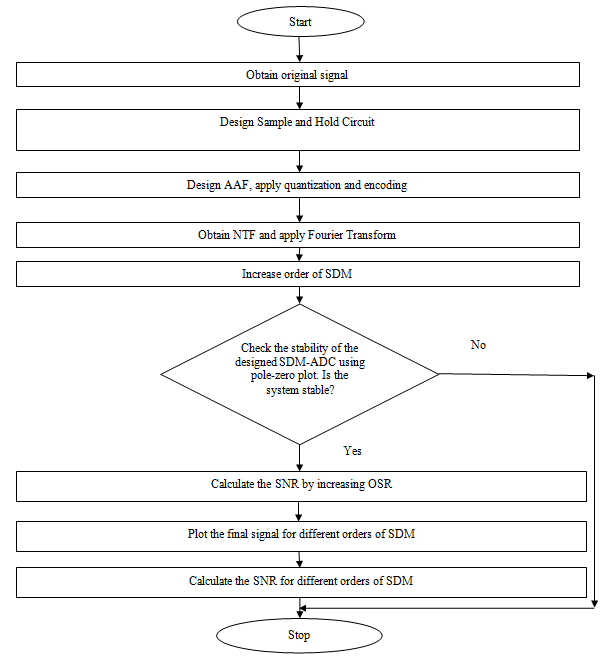 Start
Obtain original signal
Design Sample and Hold Circuit
Design AAF, apply quantization and encoding
Obtain NTF and apply Fourier Transform
Increase order of SDM
Check the stability of the
designed SDM-ADC using
pole-zero plot. Is the
system stable?
No
Yes
Calculate the SNR by increasing OSR
Plot the final signal for different orders of SDM
Calculate the SNR for different orders of SDM
Stop